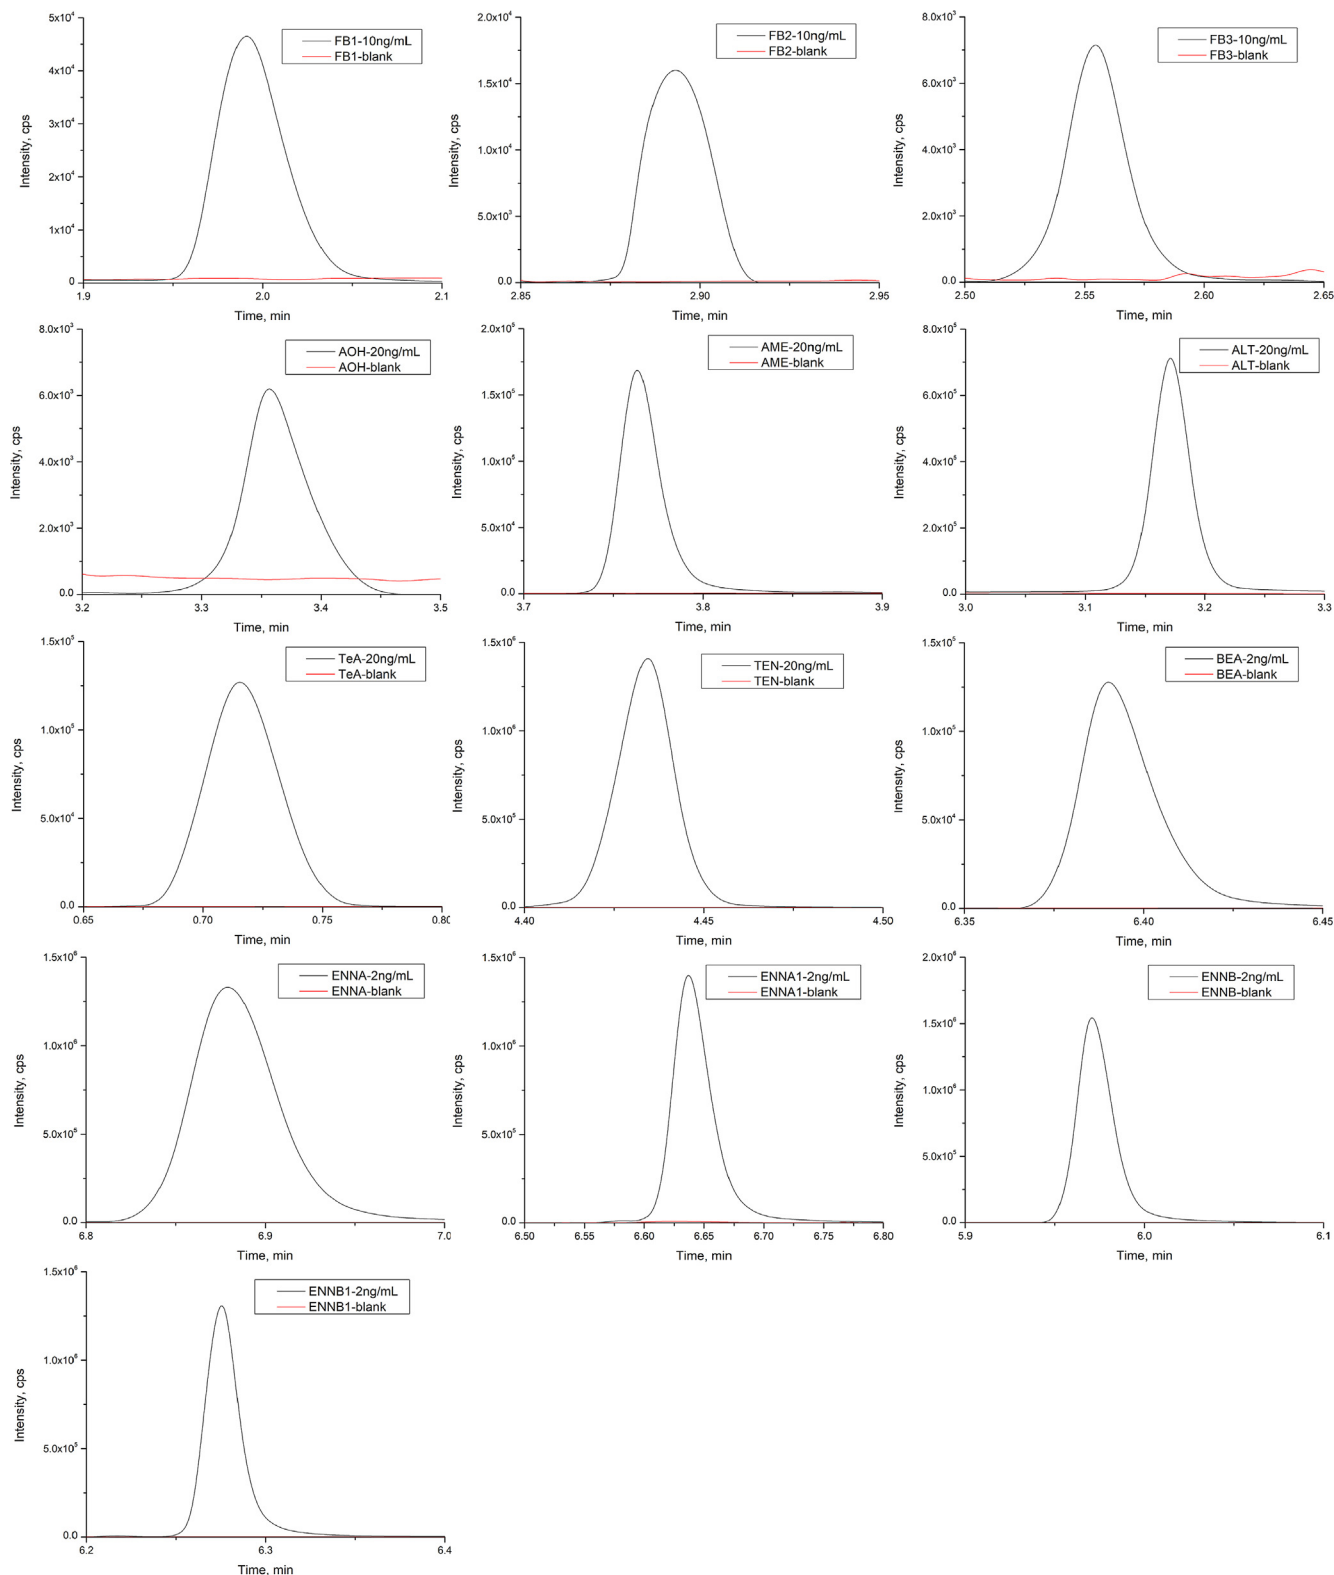 FB1-10ng/mL
FB1-blank
5x10⁴
4x10⁴
3x10⁴
2x10⁴
1x10⁴
0
Intensity, cps
1.9 2.0 2.1
Time, min
FB2-10ng/mL
FB2-blank
2.0x10⁴
1.5x10⁴
1.0x10⁴
5.0x10³
0.0
Intensity, cps
2.85 2.90 2.95
Time, min
FB3-10ng/mL
FB3-blank
8.0x10³
6.0x10³
4.0x10³
2.0x10³
0.0
Intensity, cps
2.50 2.55 2.60 2.65
Time, min
AOH-20ng/mL
AOH-blank
8.0x10³
6.0x10³
4.0x10³
2.0x10³
0.0
Intensity, cps
3.2 3.3 3.4 3.5
Time, min
AME-20ng/mL
AME-blank
2.0x10⁵
1.5x10⁵
1.0x10⁵
5.0x10⁴
0.0
Intensity, cps
3.7 3.8 3.9
Time, min
ALT-20ng/mL
ALT-blank
8.0x10⁵
6.0x10⁵
4.0x10⁵
2.0x10⁵
0.0
Intensity, cps
3.0 3.1 3.2 3.3
Time, min
TeA-20ng/mL
TeA-blank
1.5x10⁵
1.0x10⁵
5.0x10⁴
0.0
Intensity, cps
0.65 0.70 0.75 0.80
Time, min
TEN-20ng/mL
TEN-blank
1.5x10⁶
1.0x10⁶
5.0x10⁵
0.0
Intensity, cps
4.40 4.45 4.50
Time, min
BEA-2ng/mL
BEA-blank
1.5x10⁵
1.0x10⁵
5.0x10⁴
0.0
Intensity, cps
6.35 6.40 6.45
Time, min
ENNA-2ng/mL
ENNA-blank
1.5x10⁶
1.0x10⁶
5.0x10⁵
0.0
Intensity, cps
6.8 6.9 7.0
Time, min
ENNA1-2ng/mL
ENNA1-blank
1.5x10⁶
1.0x10⁶
5.0x10⁵
0.0
Intensity, cps
6.50 6.55 6.60 6.65 6.70 6.75 6.80
Time, min
ENNB-2ng/mL
ENNB-blank
2.0x10⁶
1.5x10⁶
1.0x10⁶
5.0x10⁵
0.0
Intensity, cps
5.9 6.0 6.1
Time, min
ENNB1-2ng/mL
ENNB1-blank
1.5x10⁶
1.0x10⁶
5.0x10⁵
0.0
Intensity, cps
6.2 6.3 6.4
Time, min